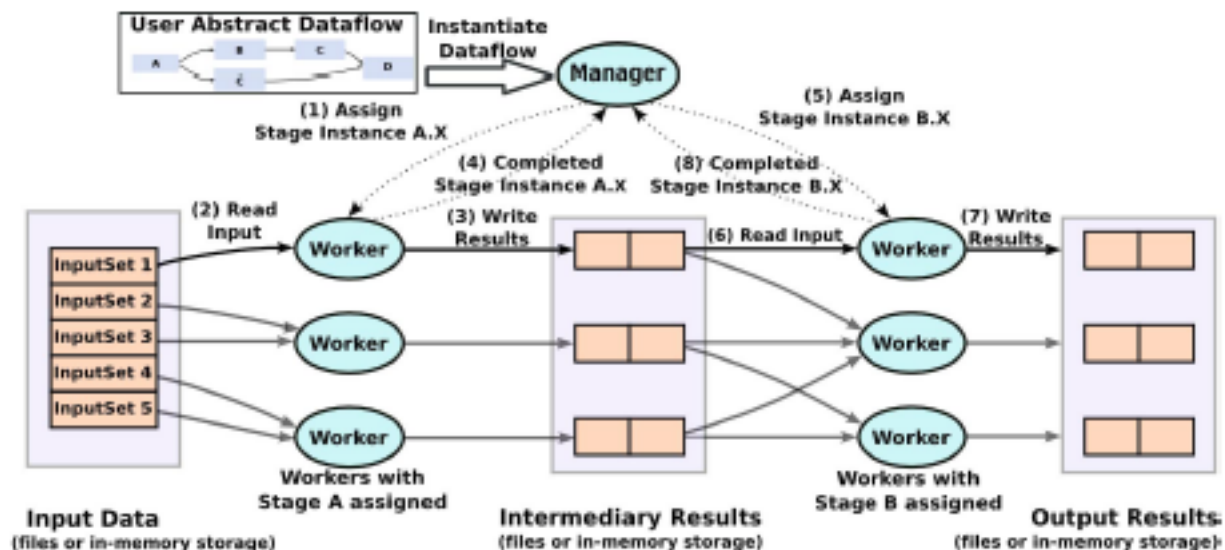 User Abstract Dataflow
A
B
C
C
D
Instantiate
Dataflow
Manager
(1) Assign
Stage Instance A.X
(5) Assign
Stage Instance B.X
(4) Completed
Stage Instance A.X
(8) Completed
Stage Instance B.X
(2) Read
Input
Worker
(3) Write
Results
(6) Read Input
Worker
(7) Write
Results
InputSet 1
InputSet 2
InputSet 3
InputSet 4
InputSet 5
Worker
Worker
Worker
Worker
Workers with
Stage A assigned
Workers with
Stage B assigned
Input Data
(files or in-memory storage)
Intermediary Results
(files or in-memory storage)
Output Results
(files or in-memory storage)